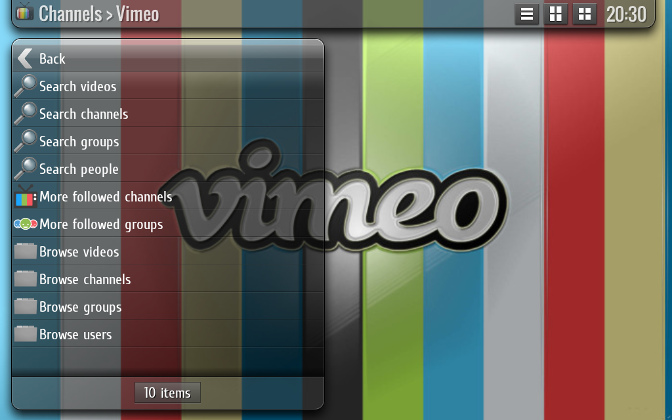 Channels > Vimeo
20:30
Back
Search videos
Search channels
Search groups
Search people
More followed channels
More followed groups
Browse videos
Browse channels
Browse groups
Browse users
vimeo
10 items